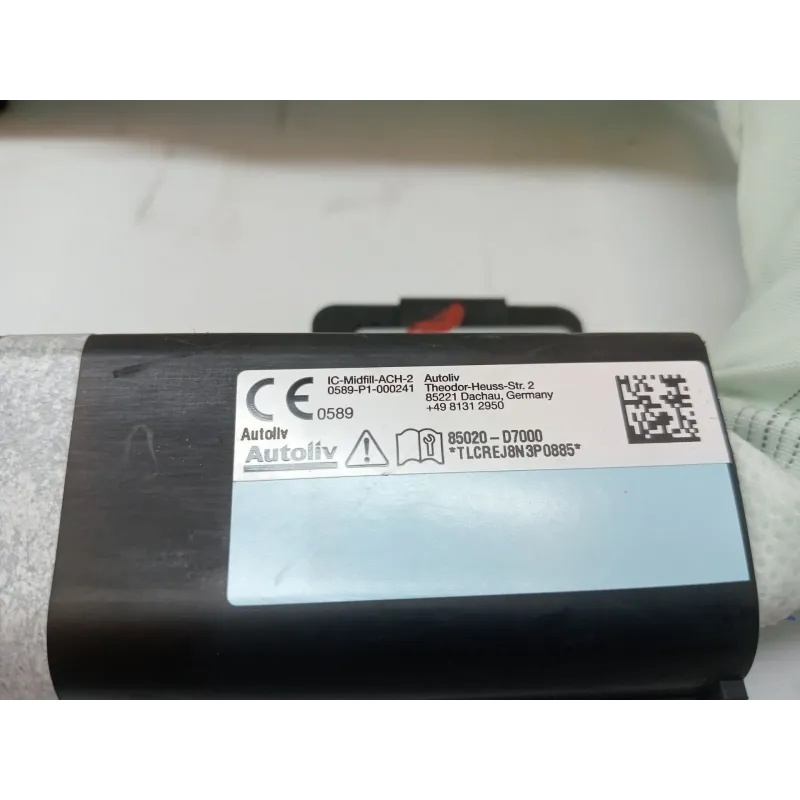 CE 0589
IC-Midfill-ACH-2
0589-P1-000241
Autoliv
Theodor-Heuss-Str. 2
85221 Dachau, Germany
+49 8131 2950
Autoliv
Autoliv
85020-D7000
*TLCREJ8N3P0885*